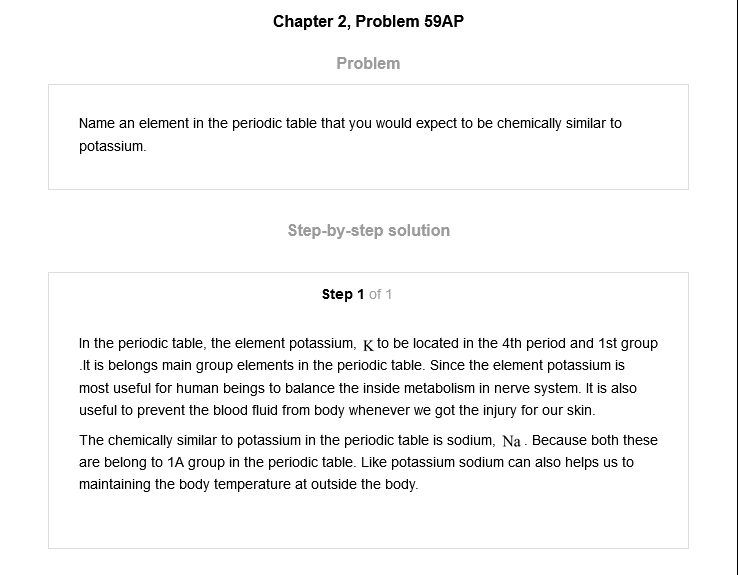 Chapter 2, Problem 59AP
Problem
Name an element in the periodic table that you would expect to be chemically similar to
potassium.
Step-by-step solution
Step 1 of 1
In the periodic table, the element potassium, K to be located in the 4th period and 1st group
.It is belongs main group elements in the periodic table. Since the element potassium is
most useful for human beings to balance the inside metabolism in nerve system. It is also
useful to prevent the blood fluid from body whenever we got the injury for our skin.
The chemically similar to potassium in the periodic table is sodium, Na . Because both these
are belong to 1A group in the periodic table. Like potassium sodium can also helps us to
maintaining the body temperature at outside the body.